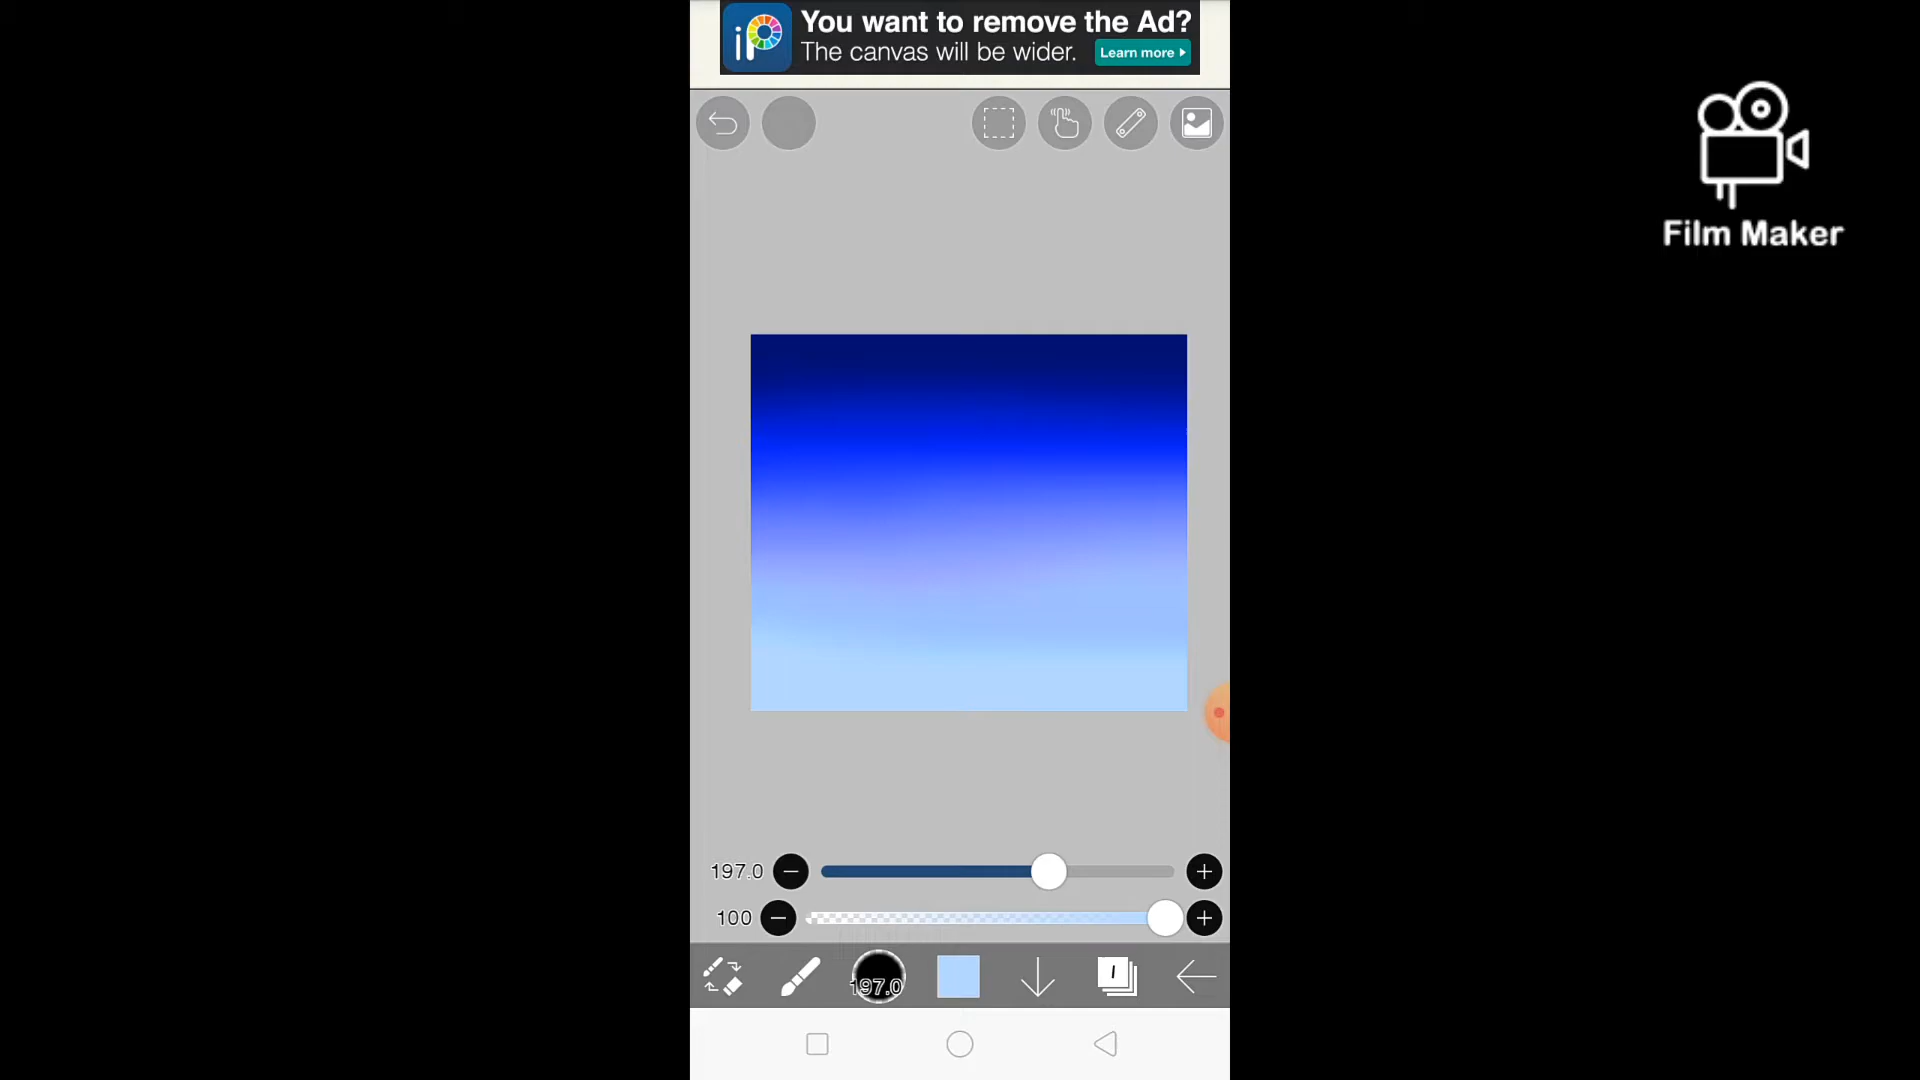 iP
You want to remove the Ad?
The canvas will be wider.
Learn more
Film Maker
197.0
100
197.0
I